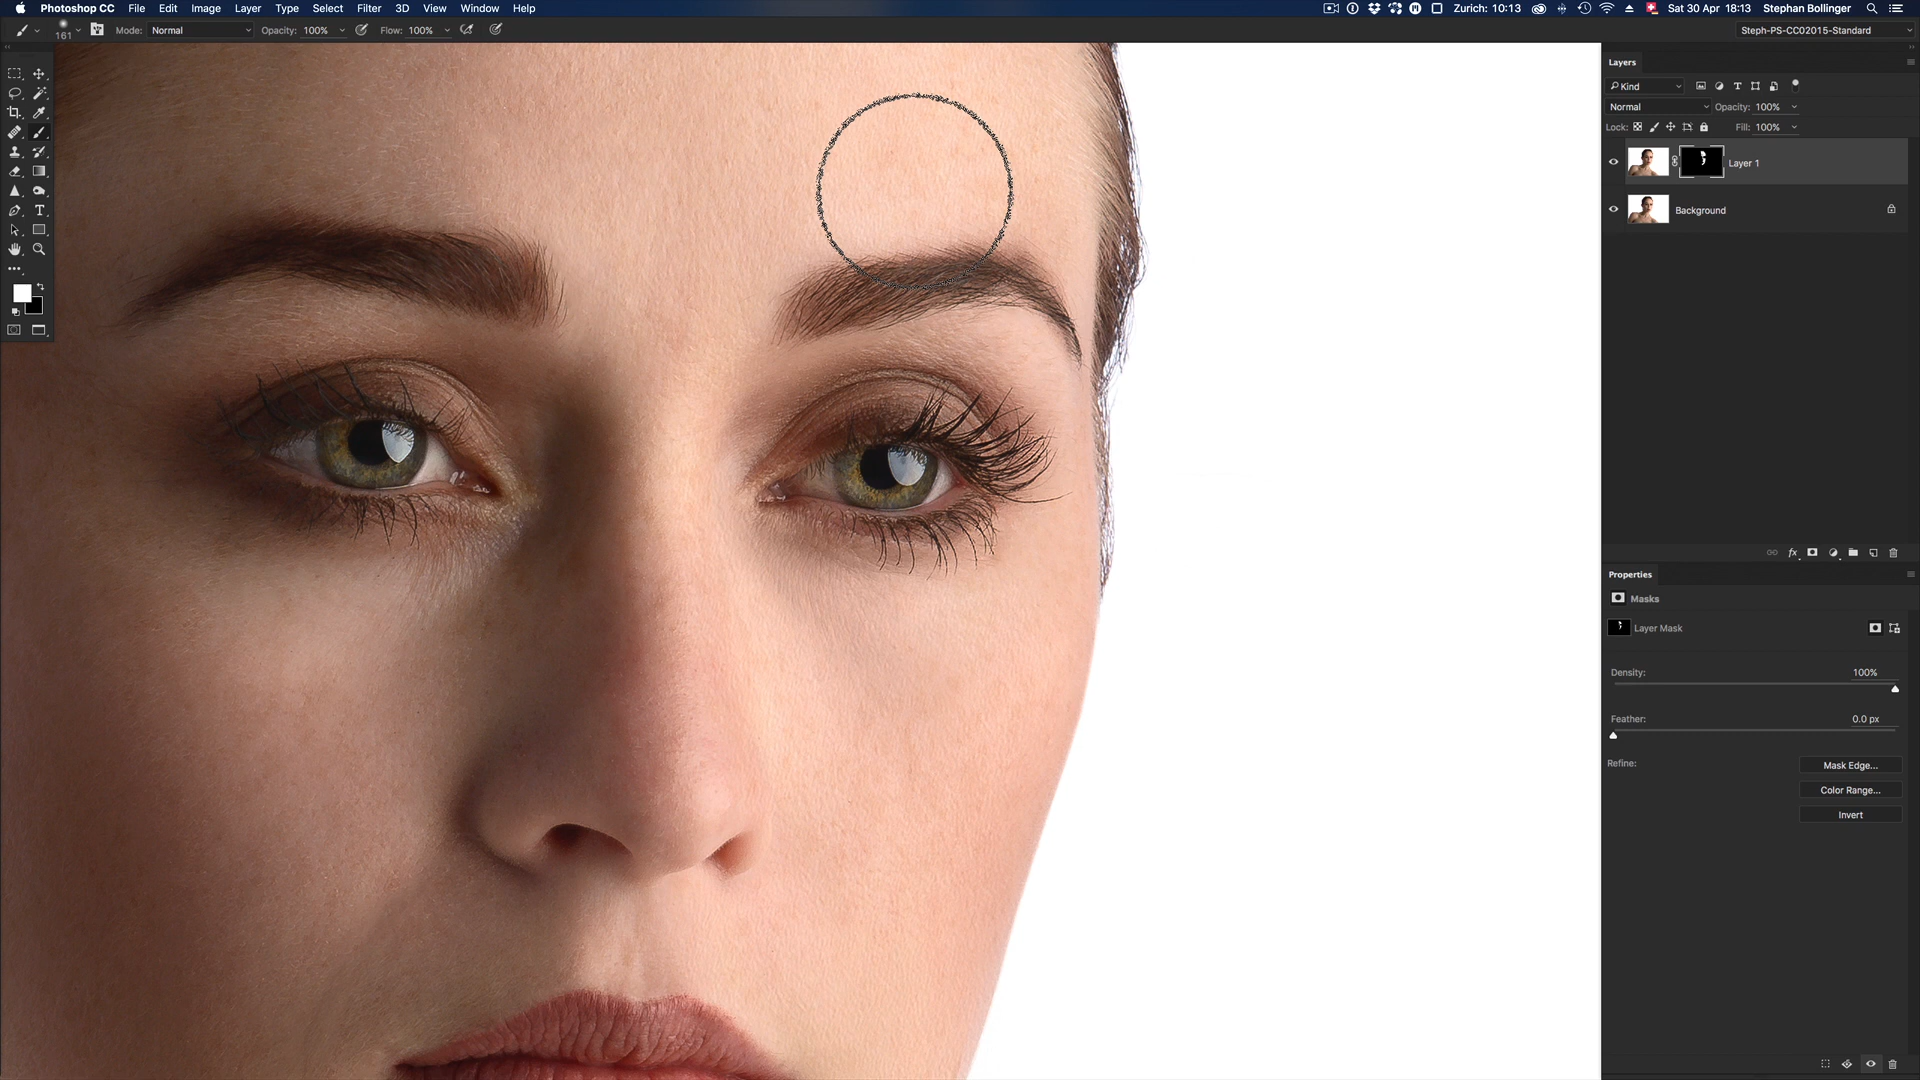 Photoshop CC File Edit Image Layer Type Select Filter 3D View Window Help Zurich: 10:13 Sat 30 Apr 18:13 Stephan Bollinger
161 Mode: Normal Opacity: 100% Flow: 100% Steph-PS-CC02015-Standard
Layers
Kind
Normal Opacity: 100%
Lock: Fill: 100%
Layer 1
Background
Properties
Masks
Layer Mask
Density: 100%
Feather: 0.0 px
Refine: Mask Edge...
Color Range...
Invert